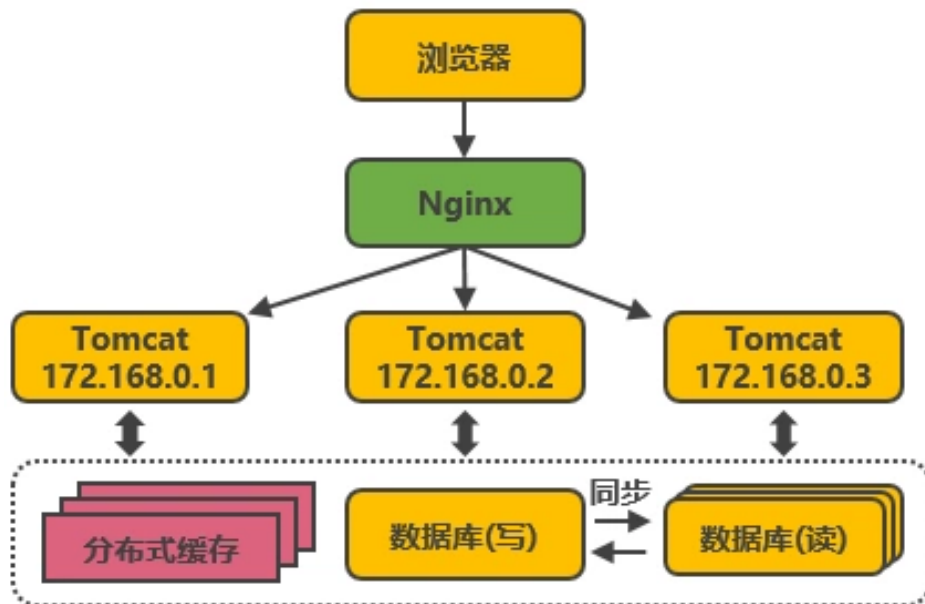 浏览器
Nginx
Tomcat
172.168.0.1
Tomcat
172.168.0.2
Tomcat
172.168.0.3
分布式缓存
数据库(写)
同步
数据库(读)